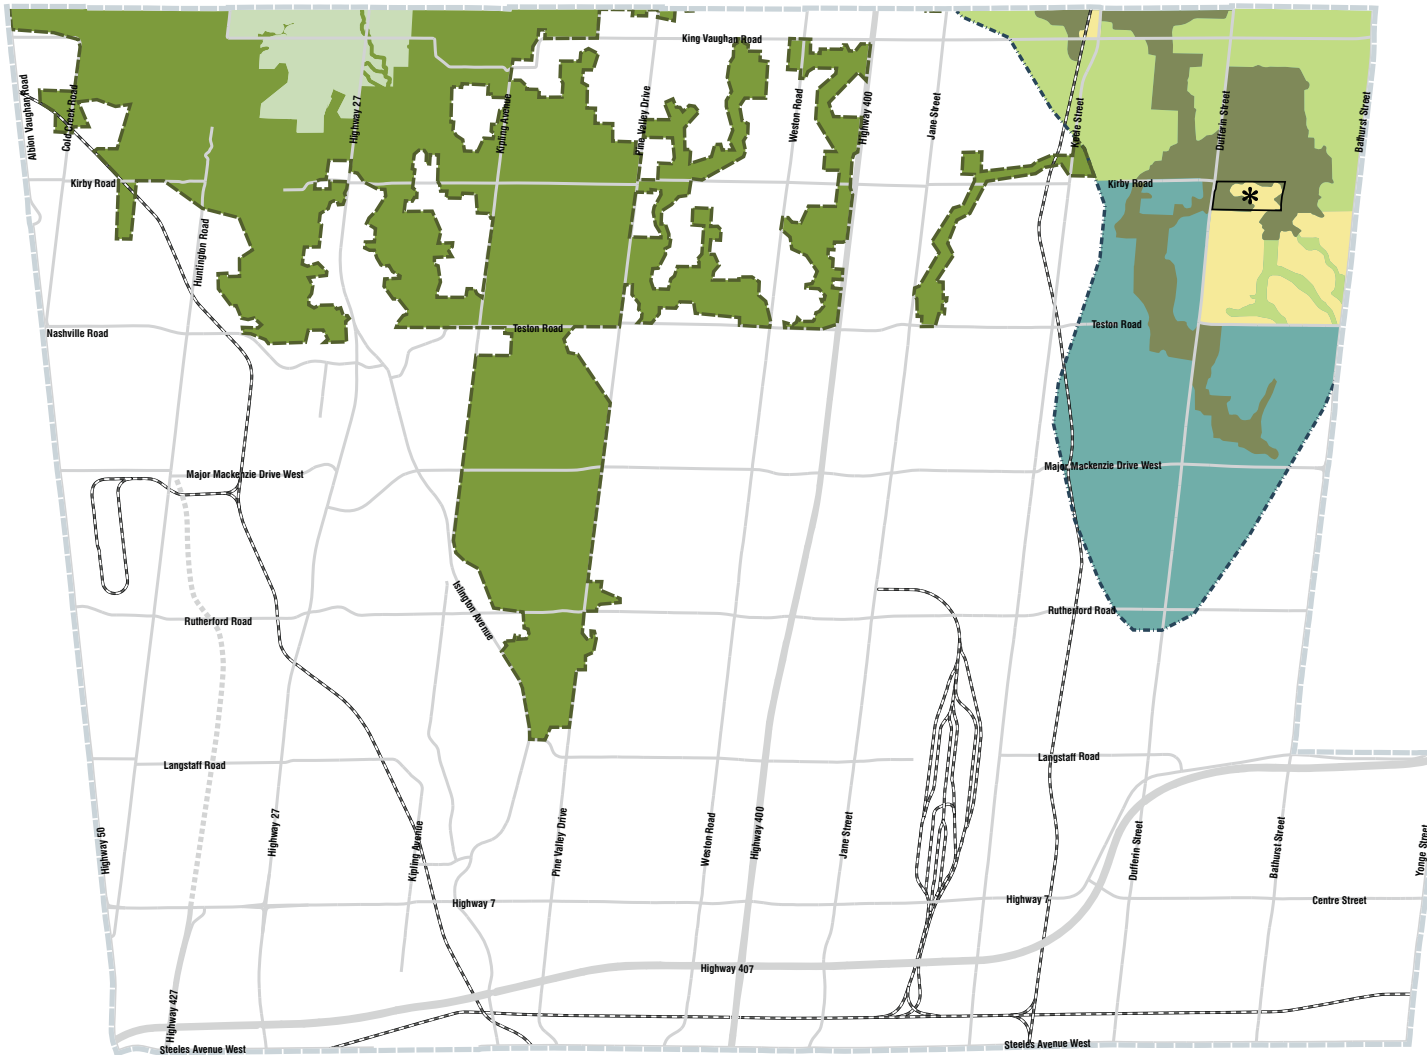 King Vaughan Road
Albion Vaughan Road
Cold Creek Road
Highway 27
Kipling Avenue
Pine Valley Drive
Weston Road
Highway 400
Jane Street
Keele Street
Dufferin Street
Bathurst Street
Kirby Road
Kirby Road
*
Huntington Road
Nashville Road
Teston Road
Teston Road
Major Mackenzie Drive West
Major Mackenzie Drive West
Islington Avenue
Rutherford Road
Rutherford Road
Langstaff Road
Langstaff Road
Highway 50
Highway 27
Kipling Avenue
Pine Valley Drive
Weston Road
Highway 400
Jane Street
Dufferin Street
Bathurst Street
Yonge Street
Highway 7
Highway 7
Centre Street
Highway 407
Highway 427
Steeles Avenue West
Steeles Avenue West